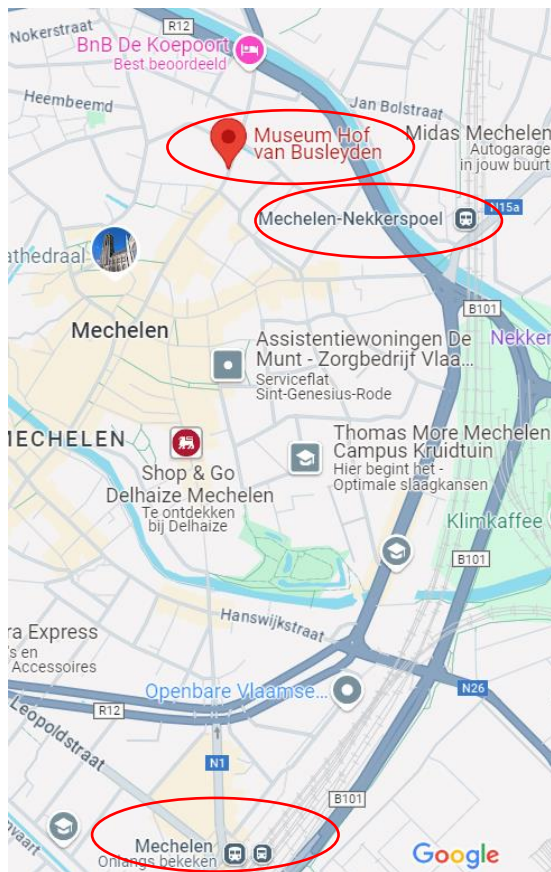 Nokerstraat
R12
BnB De Koepoort
Best beoordeeld
Heembeemd
Jan Bolstraat
Museum Hof
van Busleyden
Midas Mechelen
Autogarage
in jouw buurt
Mechelen-Nekkerspoel
N15a
athedraal
B101
Mechelen
Assistentiewoningen De
Munt - Zorgbedrijf Vlaa...
Serviceflat
Sint-Genesius-Rode
Nekker
MECHELEN
Thomas More Mechelen
Campus Kruidtuin
Hier begint het -
Optimale slaagkansen
Shop & Go
Delhaize Mechelen
Te ontdekken
bij Delhaize
Klimkaffee
B101
Hanswijkstraat
ra Express
's en
Accessoires
Openbare Vlaamse...
N26
R12
Leopoldstraat
N1
B101
nvaart
Mechelen
Onlangs bekeken
Google